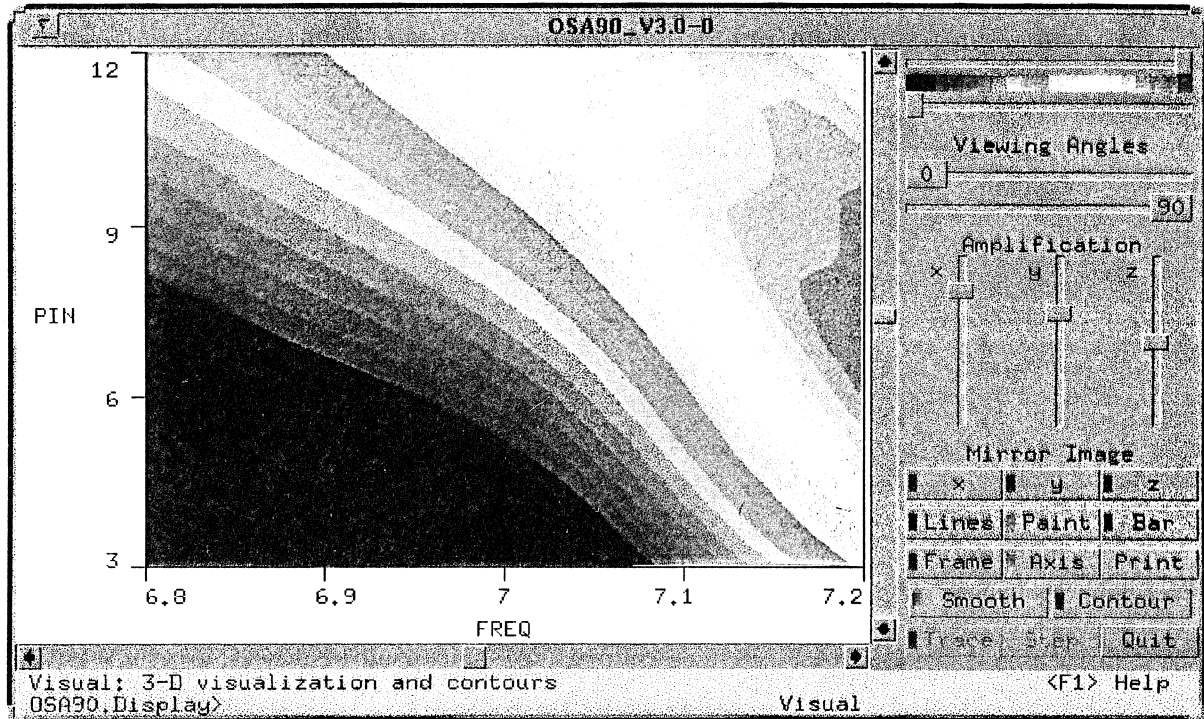 OSA90_V3.0-0
12
9
PIN
6
3
6.8 6.9 7 7.1 7.2
FREQ
Viewing Angles
0
90
Amplification
x y z
Mirror Image
x y z
Lines Paint Bar
Frame Axis Print
Smooth Contour
Trace Step Quit
Visual: 3-D visualization and contours <F1> Help
OSA90.Display> Visual